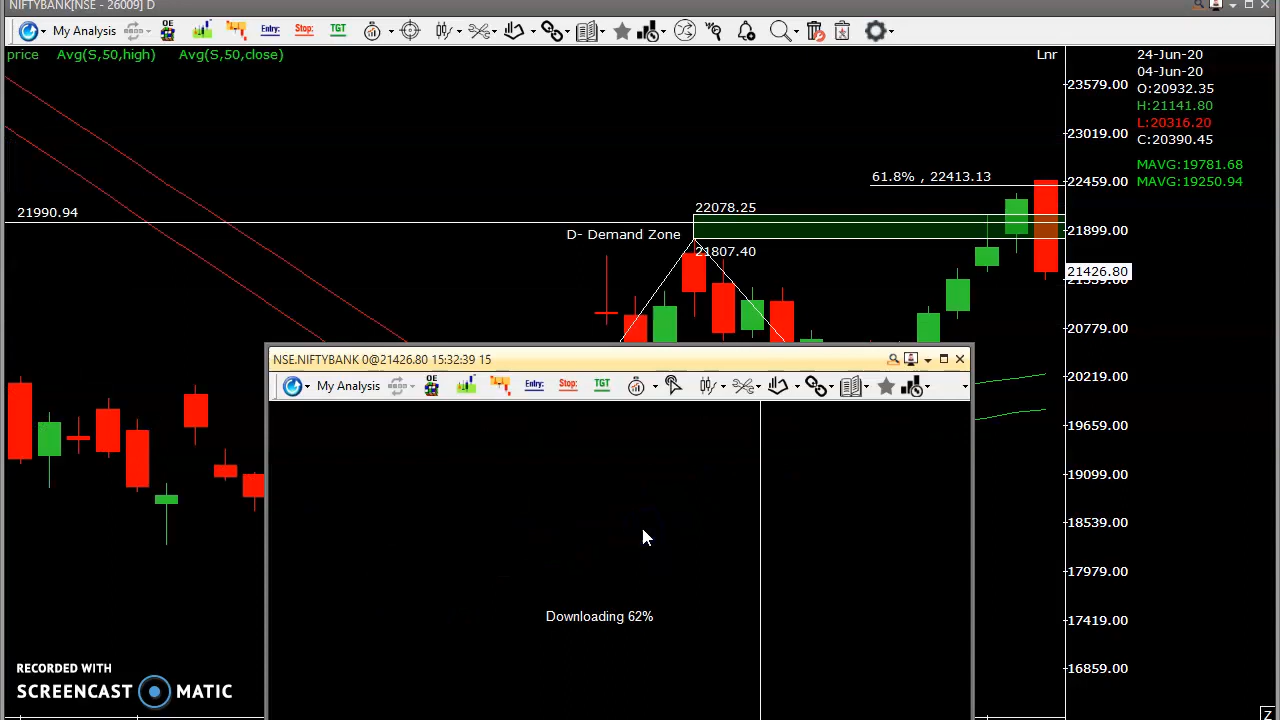 NIFTYBANK[NSE - 26009] D
My Analysis
OE
Entry:
Stop:
TGT
price Avg(S,50,high) Avg(S,50,close)
Lnr
24-Jun-20
04-Jun-20
O:20932.35
H:21141.80
L:20316.20
C:20390.45
MAVG:19781.68
MAVG:19250.94
23579.00
23019.00
22459.00
21899.00
21426.80
21339.00
20779.00
20219.00
19659.00
19099.00
18539.00
17979.00
17419.00
16859.00
61.8% , 22413.13
21990.94
22078.25
D- Demand Zone
21807.40
NSE.NIFTYBANK 0@21426.80 15:32:39 15
My Analysis
OE
Entry:
Stop:
TGT
Downloading 62%
RECORDED WITH
SCREENCAST MATIC
Z